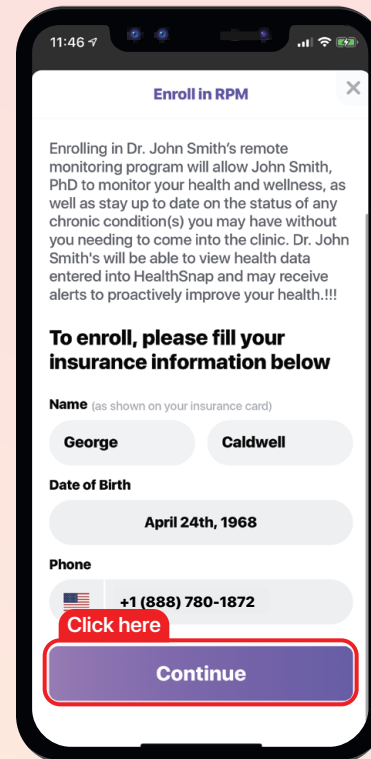 11:46
Enroll in RPM
Enrolling in Dr. John Smith's remote
monitoring program will allow John Smith,
PhD to monitor your health and wellness, as
well as stay up to date on the status of any
chronic condition(s) you may have without
you needing to come into the clinic. Dr. John
Smith's will be able to view health data
entered into HealthSnap and may receive
alerts to proactively improve your health.!!!
To enroll, please fill your
insurance information below
Name (as shown on your insurance card)
George Caldwell
Date of Birth
April 24th, 1968
Phone
+1 (888) 780-1872
Click here
Continue